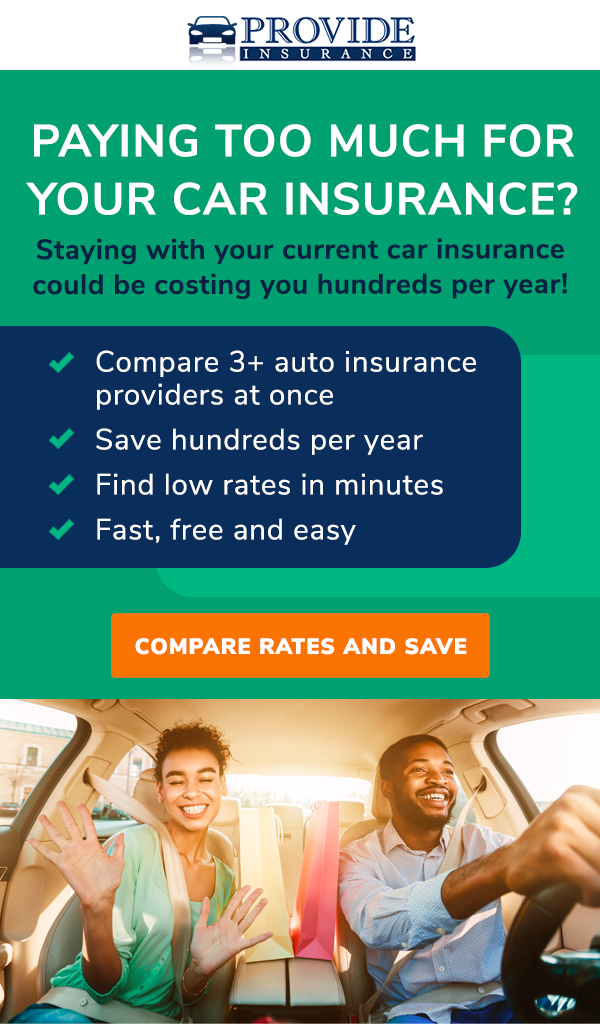 PROVIDE
INSURANCE
PAYING TOO MUCH FOR
YOUR CAR INSURANCE?
Staying with your current car insurance
could be costing you hundreds per year!
Compare 3+ auto insurance
providers at once
Save hundreds per year
Find low rates in minutes
Fast, free and easy
COMPARE RATES AND SAVE